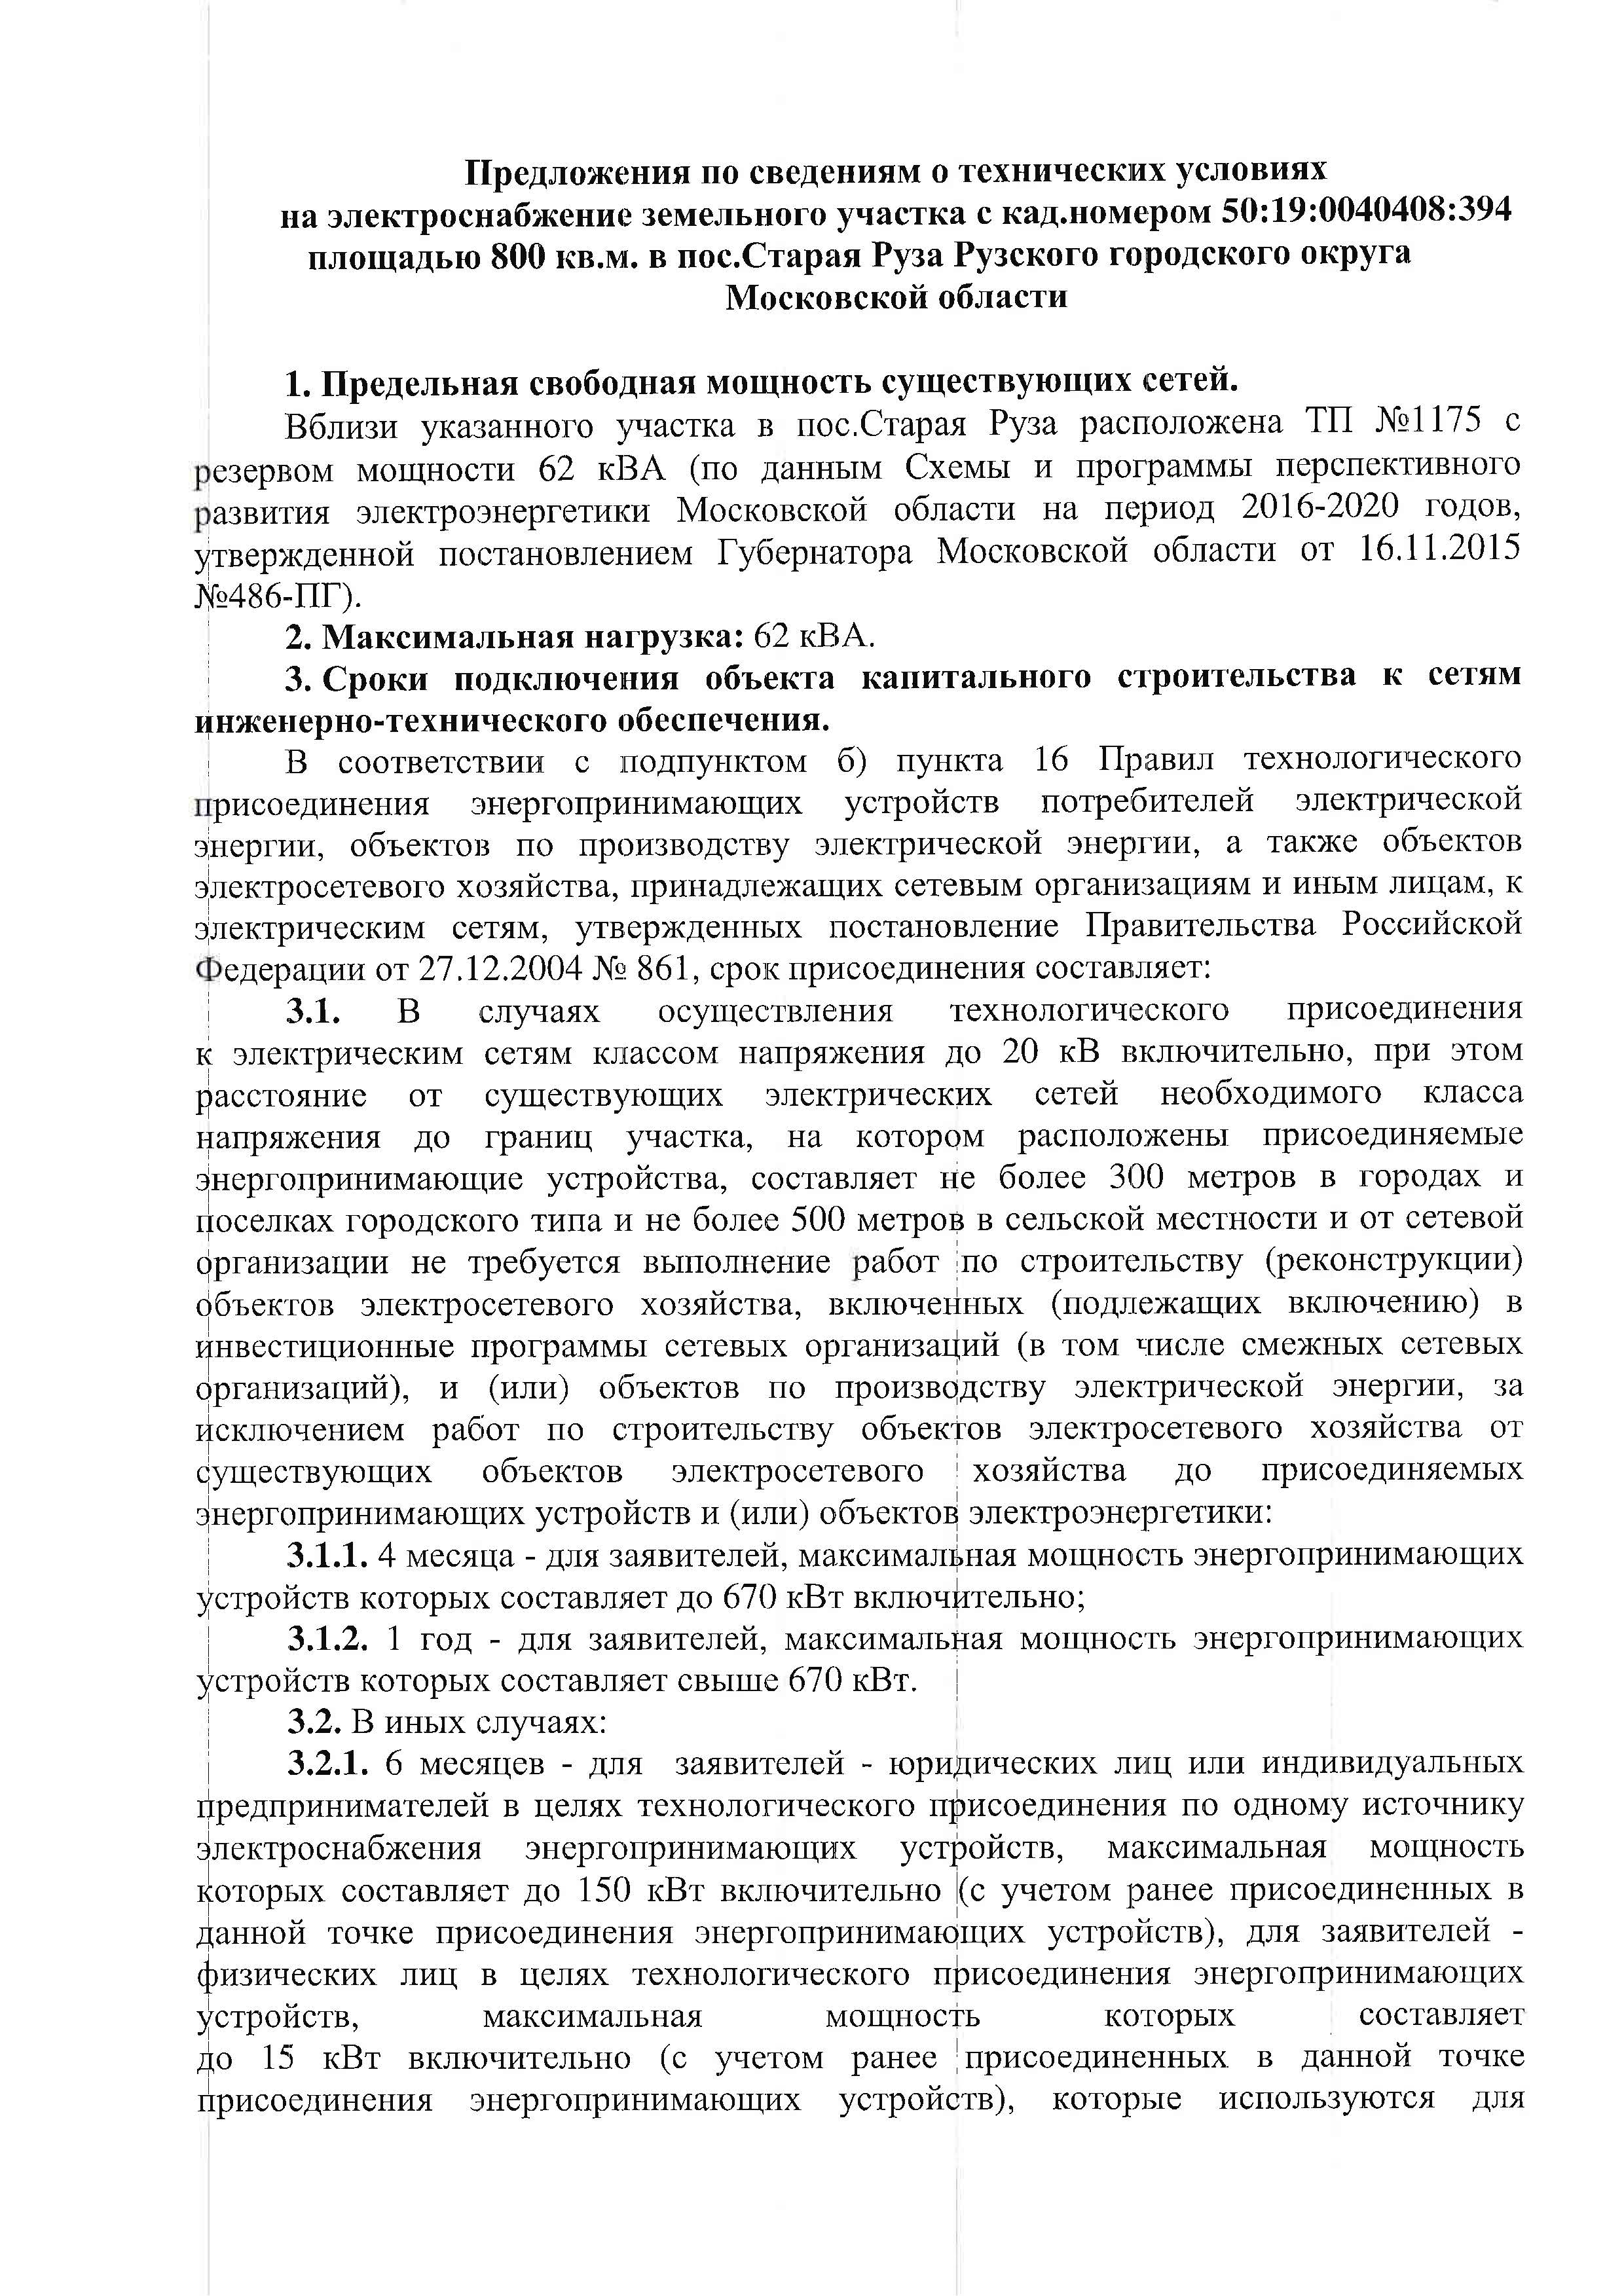 Предложения по сведениям о технических условиях
на электроснабжение земельного участка с кад.номером 50:19:0040408:394
площадью 800 кв.м. в пос.Старая Руза Рузского городского округа
Московской области
1. Предельная свободная мощность существующих сетей.
Вблизи указанного участка в пос.Старая Руза расположена ТП №1175 с
резервом мощности 62 кВА (по данным Схемы и программы перспективного
развития электроэнергетики Московской области на период 2016-2020 годов,
утвержденной постановлением Губернатора Московской области от 16.11.2015
№486-ПГ).
2. Максимальная нагрузка: 62 кВА.
3. Сроки подключения объекта капитального строительства к сетям
инженерно-технического обеспечения.
В соответствии с подпунктом б) пункта 16 Правил технологического
присоединения энергопринимающих устройств потребителей электрической
энергии, объектов по производству электрической энергии, а также объектов
электросетевого хозяйства, принадлежащих сетевым организациям и иным лицам, к
электрическим сетям, утвержденных постановление Правительства Российской
Федерации от 27.12.2004 № 861, срок присоединения составляет:
3.1. В случаях осуществления технологического присоединения
к электрическим сетям классом напряжения до 20 кВ включительно, при этом
расстояние от существующих электрических сетей необходимого класса
напряжения до границ участка, на котором расположены присоединяемые
энергопринимающие устройства, составляет не более 300 метров в городах и
поселках городского типа и не более 500 метров в сельской местности и от сетевой
организации не требуется выполнение работ по строительству (реконструкции)
объектов электросетевого хозяйства, включенных (подлежащих включению) в
инвестиционные программы сетевых организаций (в том числе смежных сетевых
организаций), и (или) объектов по производству электрической энергии, за
исключением работ по строительству объектов электросетевого хозяйства от
существующих объектов электросетевого хозяйства до присоединяемых
энергопринимающих устройств и (или) объектов электроэнергетики:
3.1.1. 4 месяца - для заявителей, максимальная мощность энергопринимающих
устройств которых составляет до 670 кВт включительно;
3.1.2. 1 год - для заявителей, максимальная мощность энергопринимающих
устройств которых составляет свыше 670 кВт.
3.2. В иных случаях:
3.2.1. 6 месяцев - для заявителей - юридических лиц или индивидуальных
предпринимателей в целях технологического присоединения по одному источнику
электроснабжения энергопринимающих устройств, максимальная мощность
которых составляет до 150 кВт включительно (с учетом ранее присоединенных в
данной точке присоединения энергопринимающих устройств), для заявителей -
физических лиц в целях технологического присоединения энергопринимающих
устройств, максимальная мощность которых составляет
до 15 кВт включительно (с учетом ранее присоединенных в данной точке
присоединения энергопринимающих устройств), которые используются для